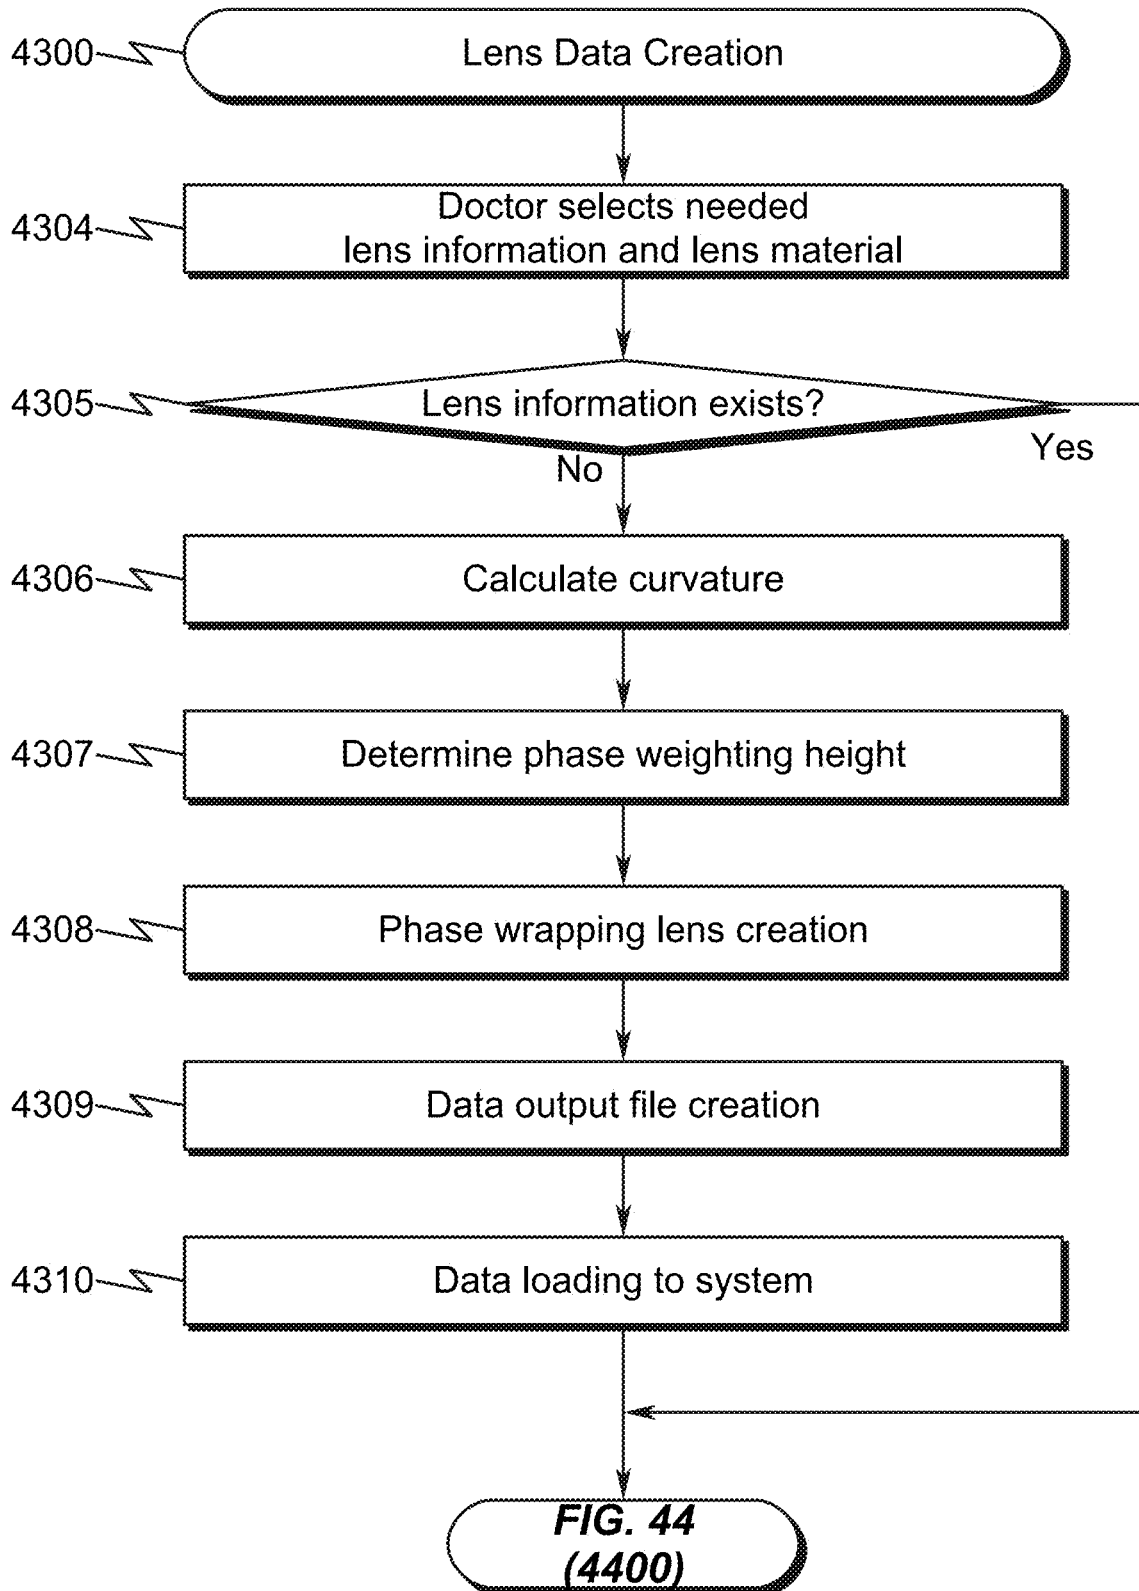 4300
Lens Data Creation
4304
Doctor selects needed
lens information and lens material
4305
Lens information exists?
Yes
No
4306
Calculate curvature
4307
Determine phase weighting height
4308
Phase wrapping lens creation
4309
Data output file creation
4310
Data loading to system
FIG. 44
(4400)